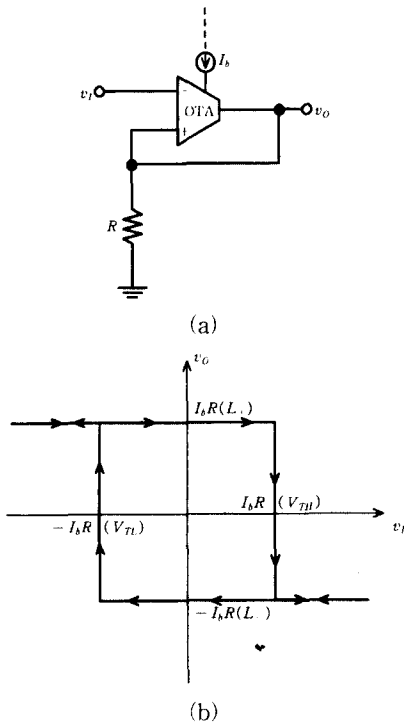 I_b
v_I
-
OTA
v_O
+
R
(a)
v_O
I_bR(L_+)
I_bR (V_TH)
v_I
-I_bR (V_TL)
-I_bR(L_-)
(b)